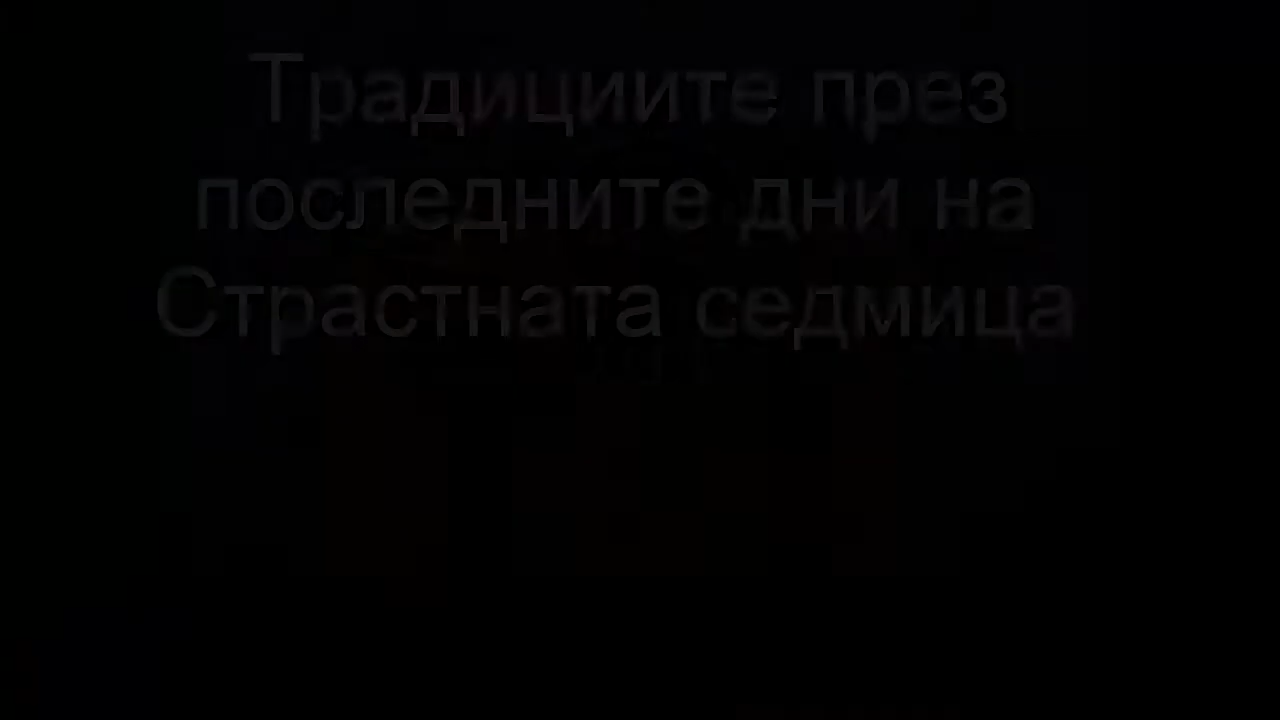 Традициите през
последните дни на
Страстната седмица